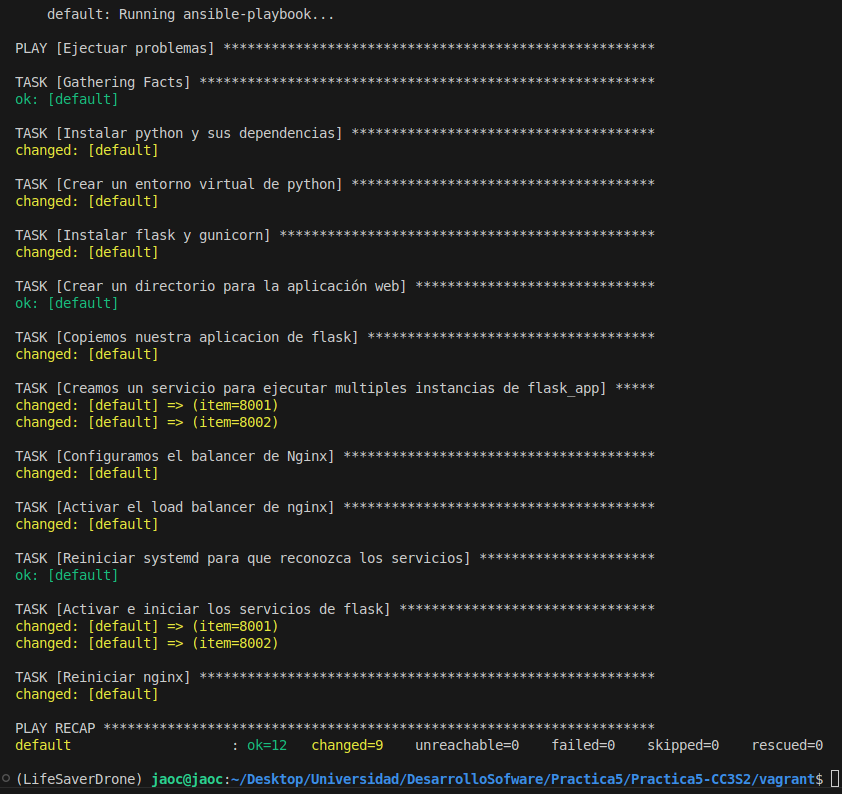 default: Running ansible-playbook...
PLAY [Ejectuar problemas] ******************************************************
TASK [Gathering Facts] *********************************************************
ok: [default]
TASK [Instalar python y sus dependencias] **************************************
changed: [default]
TASK [Crear un entorno virtual de python] **************************************
changed: [default]
TASK [Instalar flask y gunicorn] ***********************************************
changed: [default]
TASK [Crear un directorio para la aplicación web] ******************************
ok: [default]
TASK [Copiemos nuestra aplicacion de flask] ************************************
changed: [default]
TASK [Creamos un servicio para ejecutar multiples instancias de flask_app] *****
changed: [default] => (item=8001)
changed: [default] => (item=8002)
TASK [Configuramos el balancer de Nginx] ***************************************
changed: [default]
TASK [Activar el load balancer de nginx] ***************************************
changed: [default]
TASK [Reiniciar systemd para que reconozca los servicios] **********************
ok: [default]
TASK [Activar e iniciar los servicios de flask] ********************************
changed: [default] => (item=8001)
changed: [default] => (item=8002)
TASK [Reiniciar nginx] *********************************************************
changed: [default]
PLAY RECAP *********************************************************************
default : ok=12 changed=9 unreachable=0 failed=0 skipped=0 rescued=0
(LifeSaverDrone) jaoc@jaoc:~/Desktop/Universidad/DesarrolloSofware/Practica5/Practica5-CC3S2/vagrant$